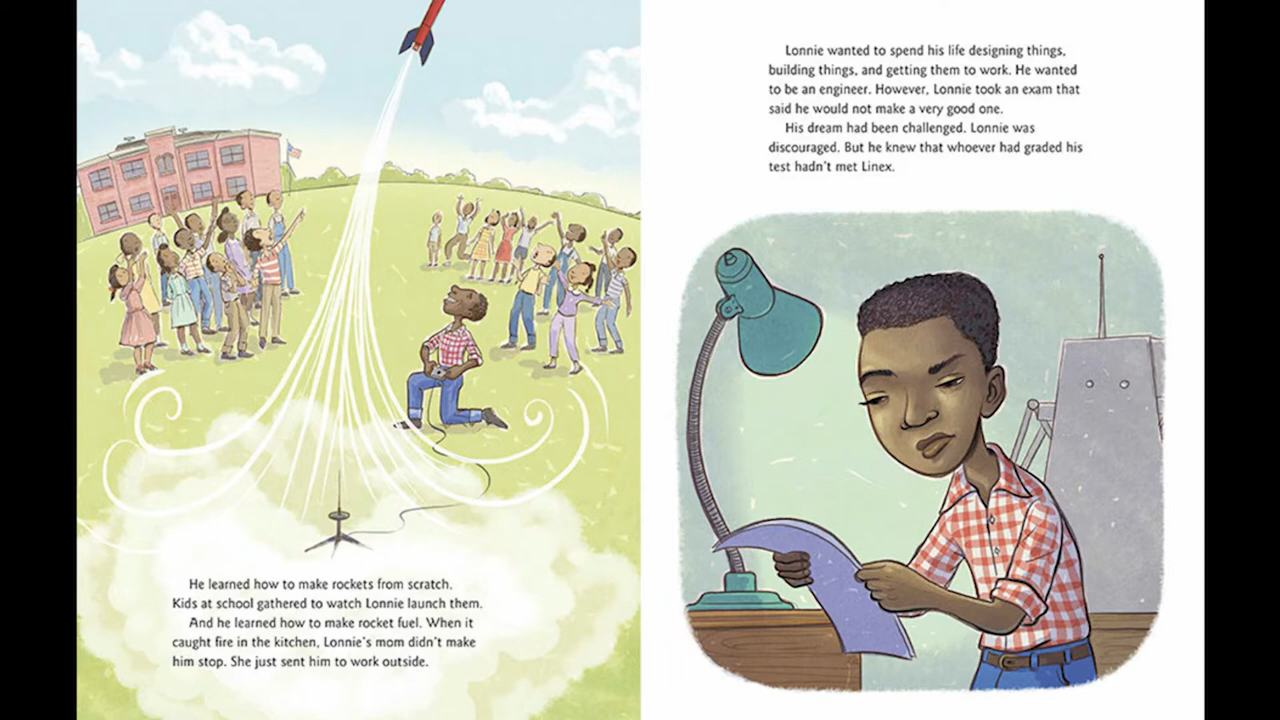 He learned how to make rockets from scratch.
Kids at school gathered to watch Lonnie launch them.
And he learned how to make rocket fuel. When it
caught fire in the kitchen, Lonnie's mom didn't make
him stop. She just sent him to work outside.
Lonnie wanted to spend his life designing things,
building things, and getting them to work. He wanted
to be an engineer. However, Lonnie took an exam that
said he would not make a very good one.
His dream had been challenged. Lonnie was
discouraged. But he knew that whoever had graded his
test hadn't met Linex.